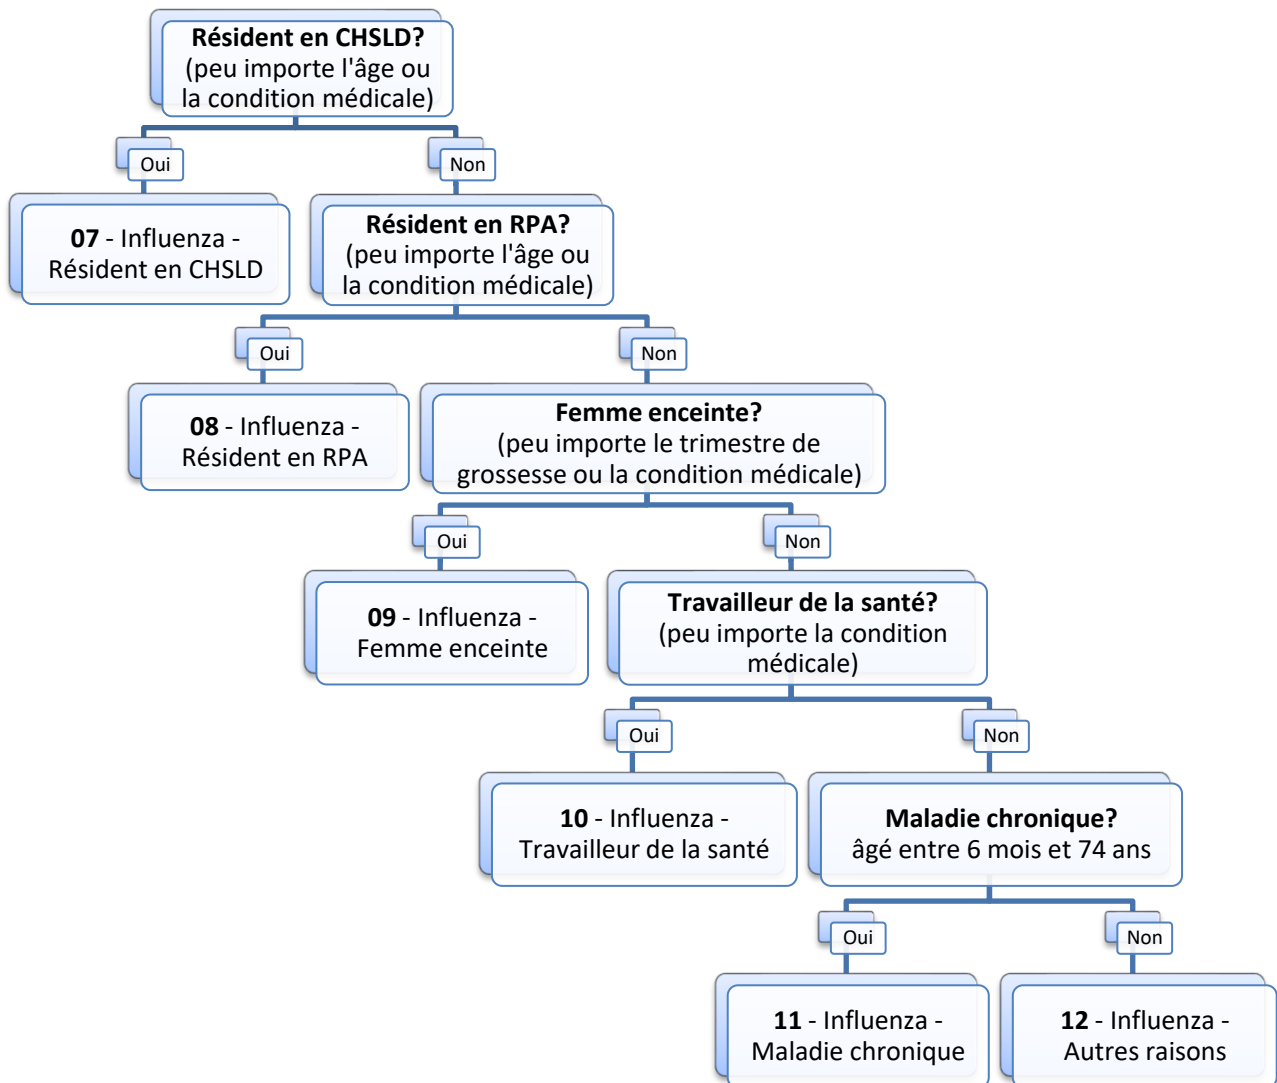 Résident en CHSLD?
(peu importe l'âge ou
la condition médicale)
Oui
Non
07 - Influenza -
Résident en CHSLD
Résident en RPA?
(peu importe l'âge ou
la condition médicale)
Oui
Non
08 - Influenza -
Résident en RPA
Femme enceinte?
(peu importe le trimestre de
grossesse ou la condition médicale)
Oui
Non
09 - Influenza -
Femme enceinte
Travailleur de la santé?
(peu importe la condition
médicale)
Oui
Non
10 - Influenza -
Travailleur de la santé
Maladie chronique?
âgé entre 6 mois et 74 ans
Oui
Non
11 - Influenza -
Maladie chronique
12 - Influenza -
Autres raisons